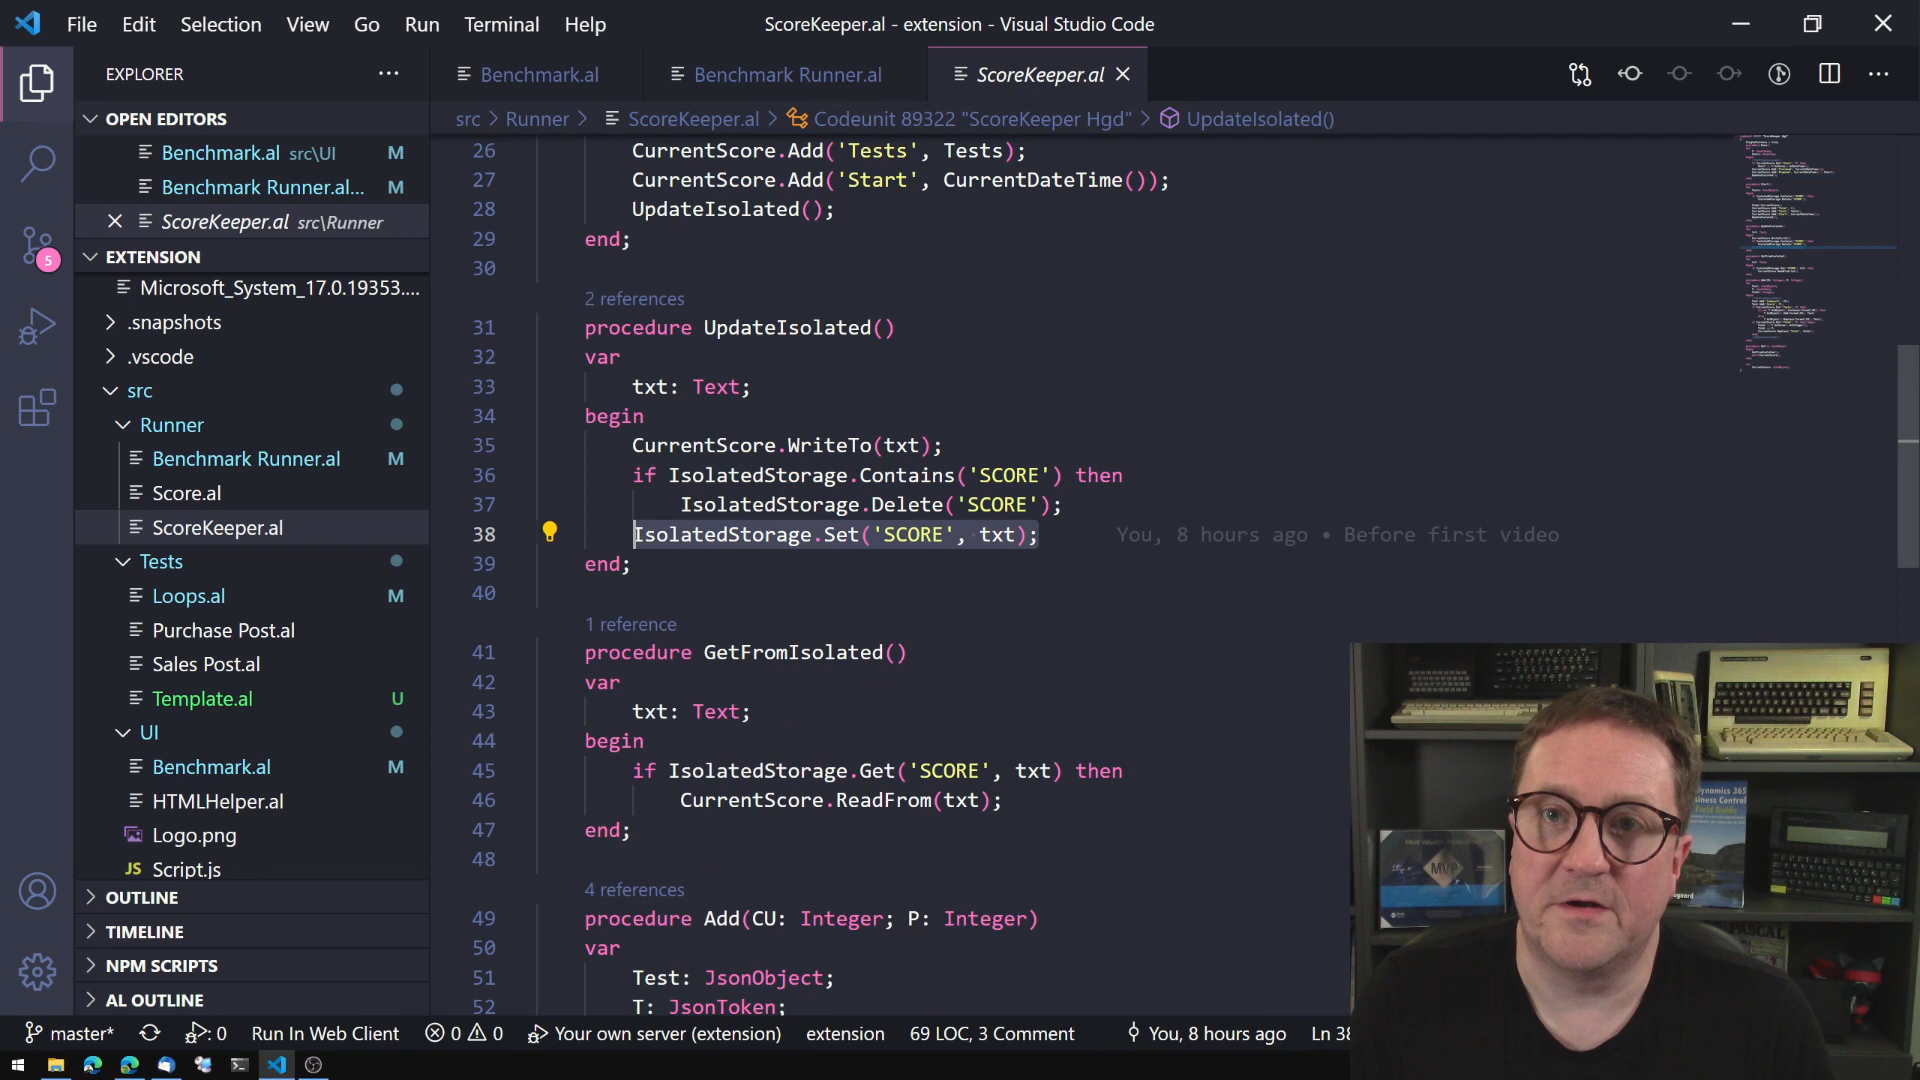 File Edit Selection View Go Run Terminal Help
ScoreKeeper.al - extension - Visual Studio Code
EXPLORER
Benchmark.al
Benchmark Runner.al
ScoreKeeper.al
src > Runner > ScoreKeeper.al > Codeunit 89322 "ScoreKeeper Hgd" > UpdateIsolated()
OPEN EDITORS
Benchmark.al src\UI M
Benchmark Runner.al... M
ScoreKeeper.al src\Runner
EXTENSION
Microsoft_System_17.0.19353....
.snapshots
.vscode
src
Runner
Benchmark Runner.al M
Score.al
ScoreKeeper.al
Tests
Loops.al M
Purchase Post.al
Sales Post.al
Template.al U
UI
Benchmark.al M
HTMLHelper.al
Logo.png
JS Script.js
OUTLINE
TIMELINE
NPM SCRIPTS
AL OUTLINE
5
26 CurrentScore.Add('Tests', Tests);
27 CurrentScore.Add('Start', CurrentDateTime());
28 UpdateIsolated();
29 end;
30
2 references
31 procedure UpdateIsolated()
32 var
33 txt: Text;
34 begin
35 CurrentScore.WriteTo(txt);
36 if IsolatedStorage.Contains('SCORE') then
37 IsolatedStorage.Delete('SCORE');
38 IsolatedStorage.Set('SCORE', txt); You, 8 hours ago • Before first video
39 end;
40
1 reference
41 procedure GetFromIsolated()
42 var
43 txt: Text;
44 begin
45 if IsolatedStorage.Get('SCORE', txt) then
46 CurrentScore.ReadFrom(txt);
47 end;
48
4 references
49 procedure Add(CU: Integer; P: Integer)
50 var
51 Test: JsonObject;
52 T: JsonToken;
Dynamics 365
Business Central
Field Guide
MVP
PASCAL
master* 0 Run In Web Client 0 0 Your own server (extension) extension 69 LOC, 3 Comment You, 8 hours ago Ln 38